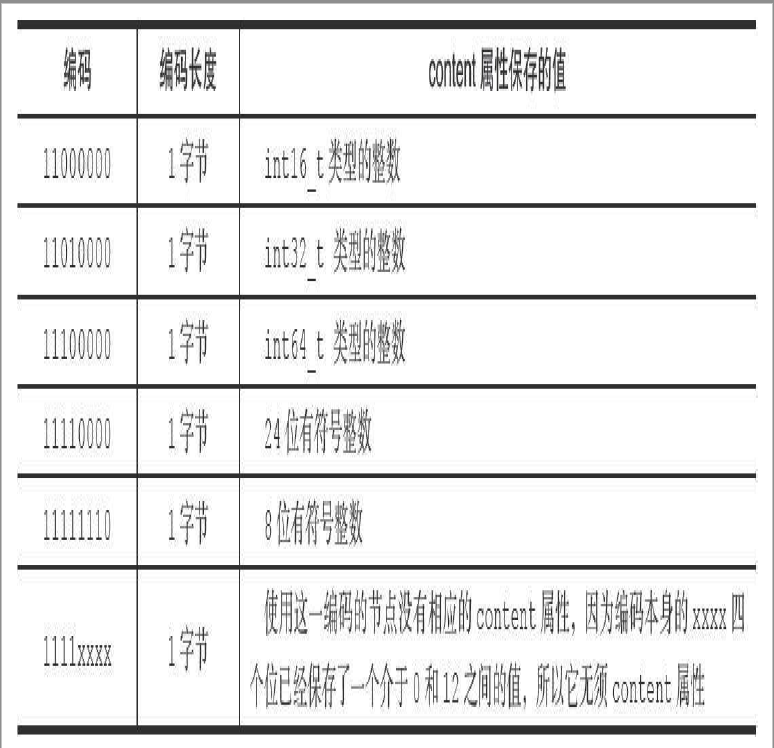 编码 编码长度 content 属性保存的值
11000000 1 字节 int16_t 类型的整数
11010000 1 字节 int32_t 类型的整数
11100000 1 字节 int64_t 类型的整数
11110000 1 字节 24 位有符号整数
11111110 1 字节 8 位有符号整数
1111xxxx 1 字节 使用这一编码的节点没有相应的 content 属性，因为编码本身的 xxxx 四
个位已经保存了一个介于 0 和 12 之间的值，所以它无须 content 属性